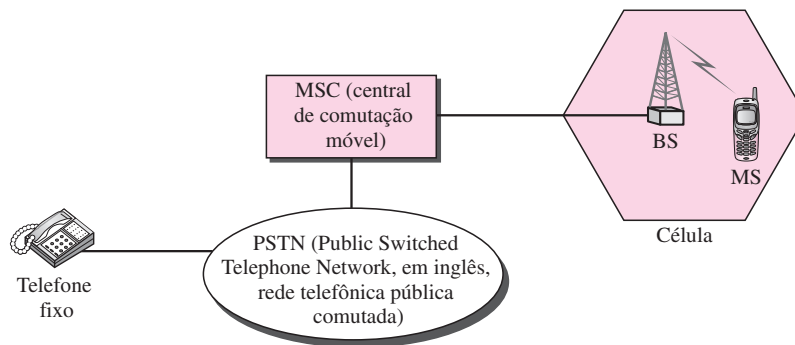 MSC (central
de comutação
móvel)
BS
MS
Célula
PSTN (Public Switched
Telephone Network, em inglês,
rede telefônica pública
comutada)
Telefone
fixo